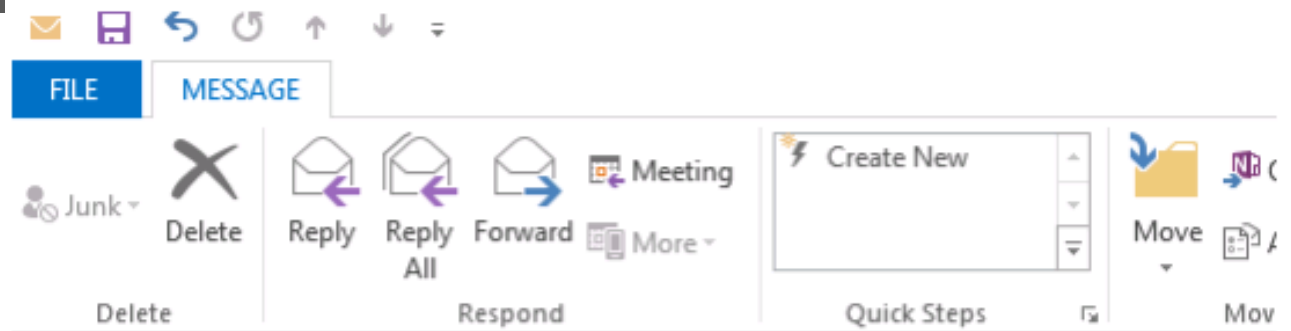 FILE MESSAGE
Junk
Delete
Reply
Reply
All
Forward
Meeting
More
Create New
Move
Delete
Respond
Quick Steps